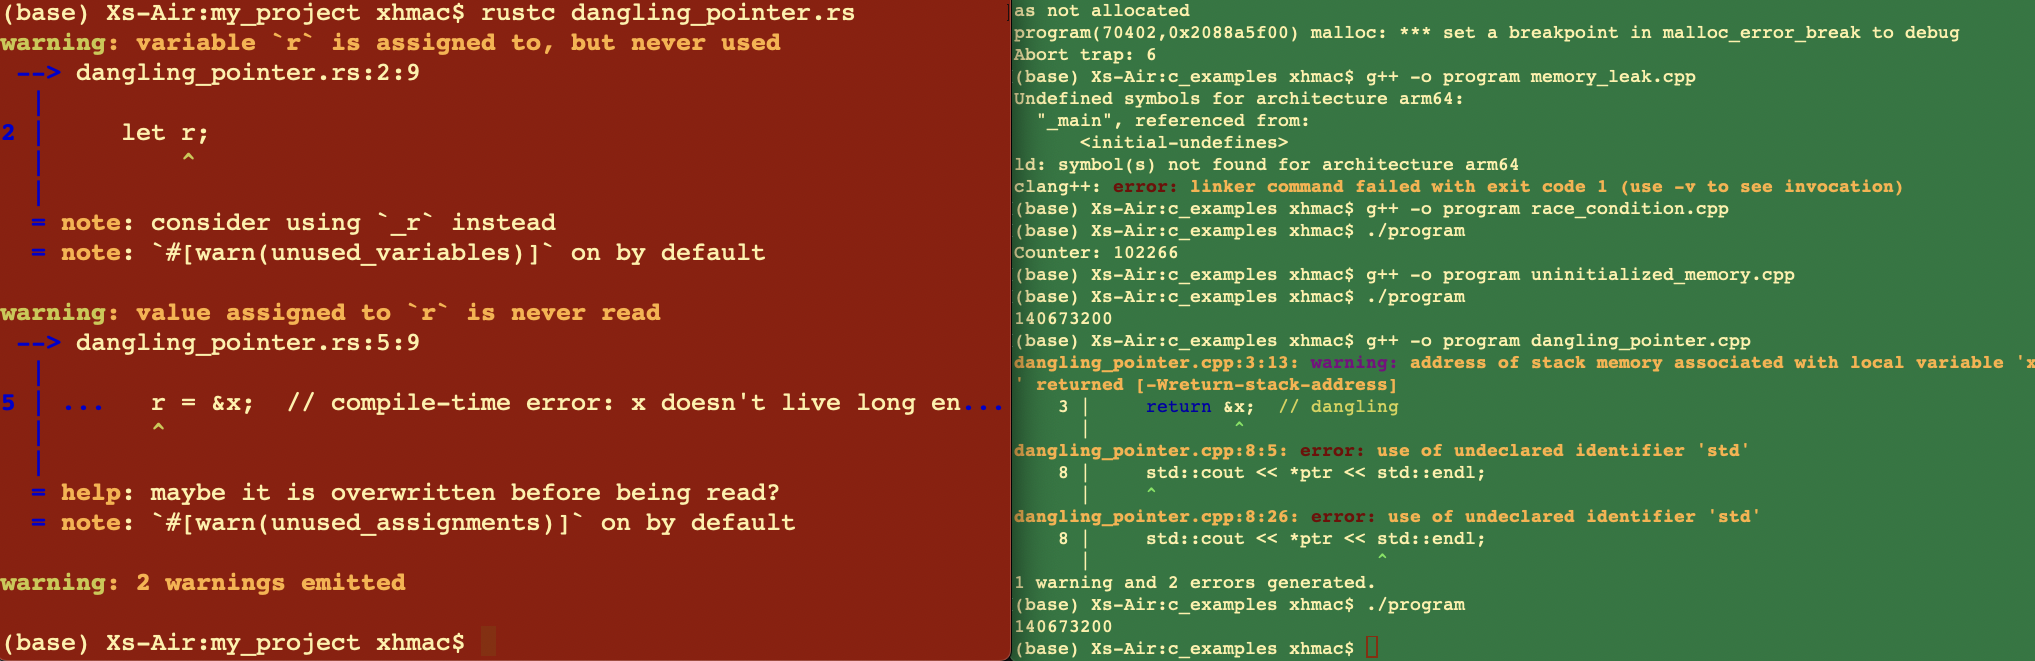 (base) Xs-Air:my_project xhmac$ rustc dangling_pointer.rs
warning: variable `r` is assigned to, but never used
 --> dangling_pointer.rs:2:9
  |
2 |     let r;
  |         ^
  |
  = note: consider using `_r` instead
  = note: `#[warn(unused_variables)]` on by default

warning: value assigned to `r` is never read
 --> dangling_pointer.rs:5:9
  |
5 | ...   r = &x;  // compile-time error: x doesn't live long en...
  |       ^
  |
  = help: maybe it is overwritten before being read?
  = note: `#[warn(unused_assignments)]` on by default

warning: 2 warnings emitted

(base) Xs-Air:my_project xhmac$
as not allocated
program(70402,0x2088a5f00) malloc: *** set a breakpoint in malloc_error_break to debug
Abort trap: 6
(base) Xs-Air:c_examples xhmac$ g++ -o program memory_leak.cpp
Undefined symbols for architecture arm64:
  "_main", referenced from:
      <initial-undefines>
ld: symbol(s) not found for architecture arm64
clang++: error: linker command failed with exit code 1 (use -v to see invocation)
(base) Xs-Air:c_examples xhmac$ g++ -o program race_condition.cpp
(base) Xs-Air:c_examples xhmac$ ./program
Counter: 102266
(base) Xs-Air:c_examples xhmac$ g++ -o program uninitialized_memory.cpp
(base) Xs-Air:c_examples xhmac$ ./program
140673200
(base) Xs-Air:c_examples xhmac$ g++ -o program dangling_pointer.cpp
dangling_pointer.cpp:3:13: warning: address of stack memory associated with local variable 'x
' returned [-Wreturn-stack-address]
    3 |     return &x;  // dangling
      |             ^
dangling_pointer.cpp:8:5: error: use of undeclared identifier 'std'
    8 |     std::cout << *ptr << std::endl;
      |     ^
dangling_pointer.cpp:8:26: error: use of undeclared identifier 'std'
    8 |     std::cout << *ptr << std::endl;
      |                          ^
1 warning and 2 errors generated.
(base) Xs-Air:c_examples xhmac$ ./program
140673200
(base) Xs-Air:c_examples xhmac$